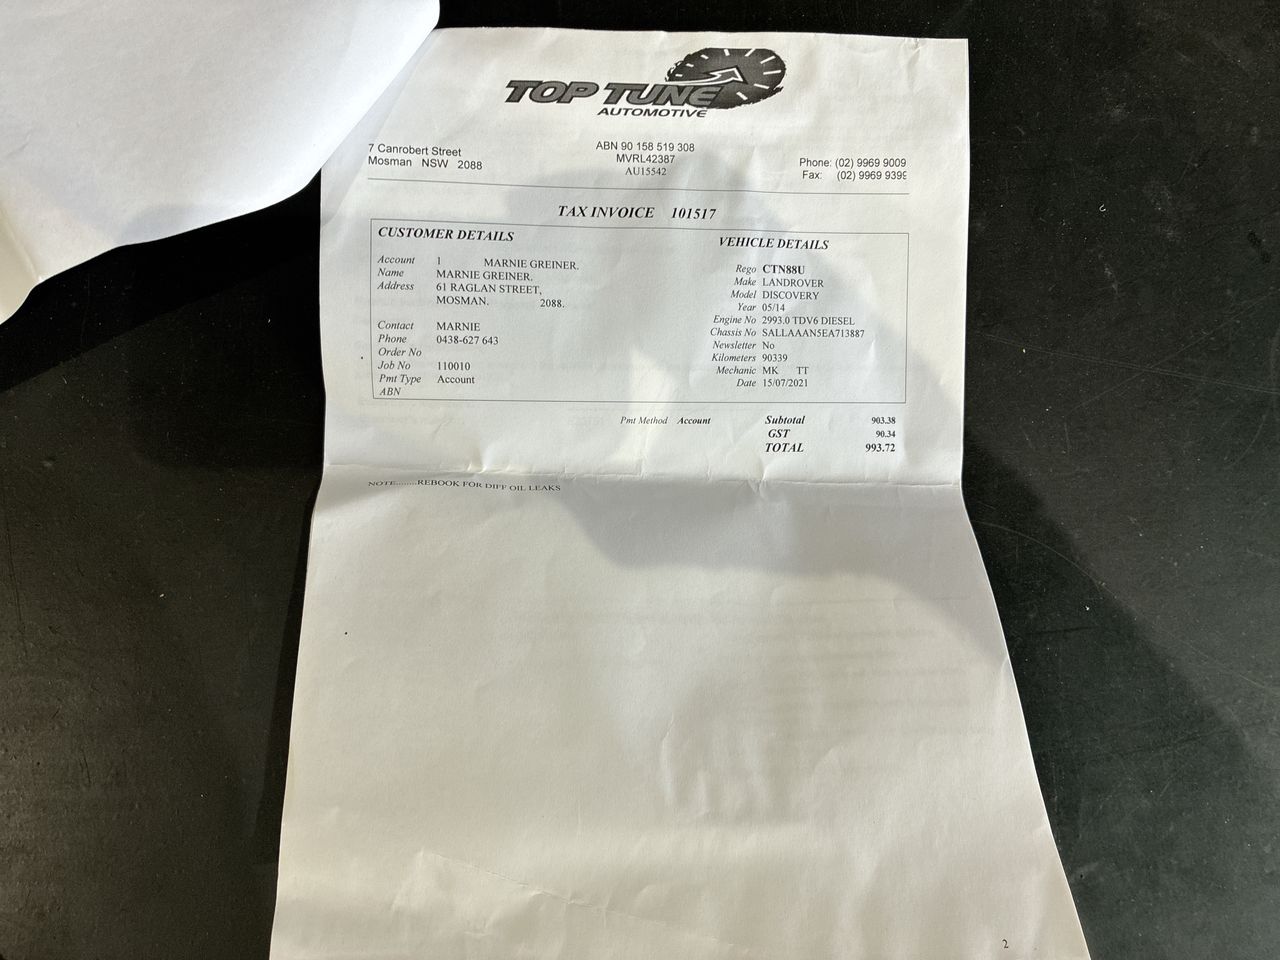 TOP TUNE
AUTOMOTIVE
7 Canrobert Street
Mosman NSW 2088
ABN 90 158 519 308
MVRL42387
AU15542
Phone: (02) 9969 9009
Fax: (02) 9969 9399
TAX INVOICE 101517
CUSTOMER DETAILS
Account 1 MARNIE GREINER.
Name MARNIE GREINER.
Address 61 RAGLAN STREET,
MOSMAN. 2088.
Contact MARNIE
Phone 0438-627 643
Order No
Job No 110010
Pmt Type Account
ABN
VEHICLE DETAILS
Rego CTN88U
Make LANDROVER
Model DISCOVERY
Year 05/14
Engine No 2993.0 TDV6 DIESEL
Chassis No SALLAAAN5EA713887
Newsletter No
Kilometers 90339
Mechanic MK TT
Date 15/07/2021
Pmt Method Account
Subtotal 903.38
GST 90.34
TOTAL 993.72
NOTE........REBOOK FOR DIFF OIL LEAKS
2